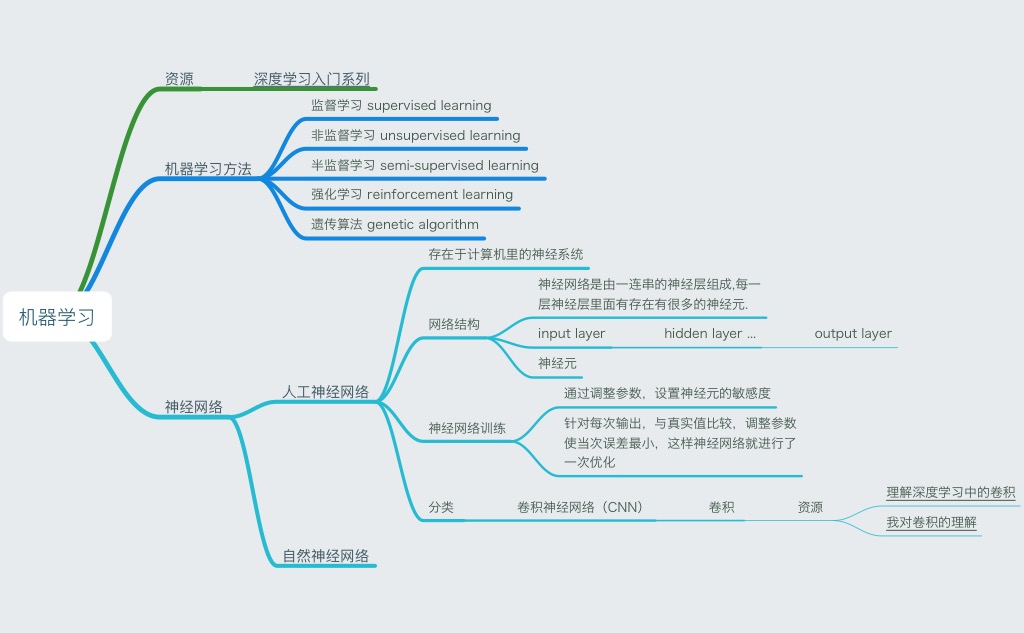 资源
深度学习入门系列
监督学习 supervised learning
非监督学习 unsupervised learning
机器学习方法
半监督学习 semi-supervised learning
强化学习 reinforcement learning
遗传算法 genetic algorithm
存在于计算机里的神经系统
神经网络是由一连串的神经层组成,每一
层神经层里面有存在有很多的神经元.
机器学习
网络结构
input layer
hidden layer ...
output layer
神经元
人工神经网络
通过调整参数，设置神经元的敏感度
神经网络
神经网络训练
针对每次输出，与真实值比较，调整参数
使当次误差最小，这样神经网络就进行了
一次优化
分类
卷积神经网络（CNN）
卷积
资源
理解深度学习中的卷积
我对卷积的理解
自然神经网络